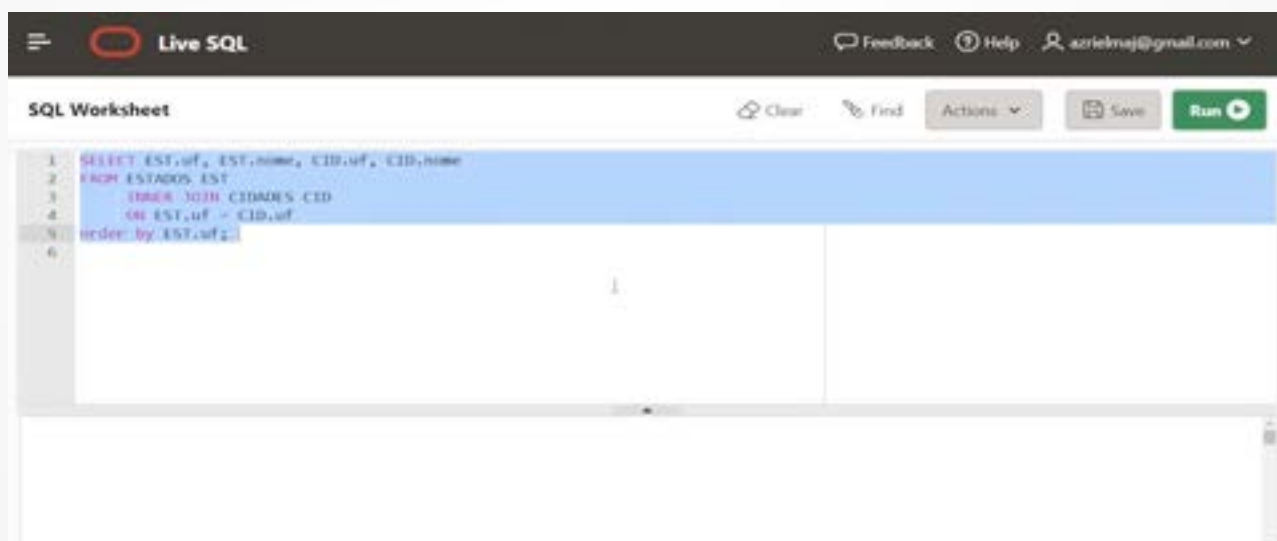 Live SQL Feedback Help azrielmaj@gmail.com
SQL Worksheet Clear Find Actions Save Run
1 SELECT EST.uf, EST.nome, CID.uf, CID.nome
2 FROM ESTADOS EST
3 INNER JOIN CIDADES CID
4 ON EST.uf = CID.uf
5 order by EST.uf;
6